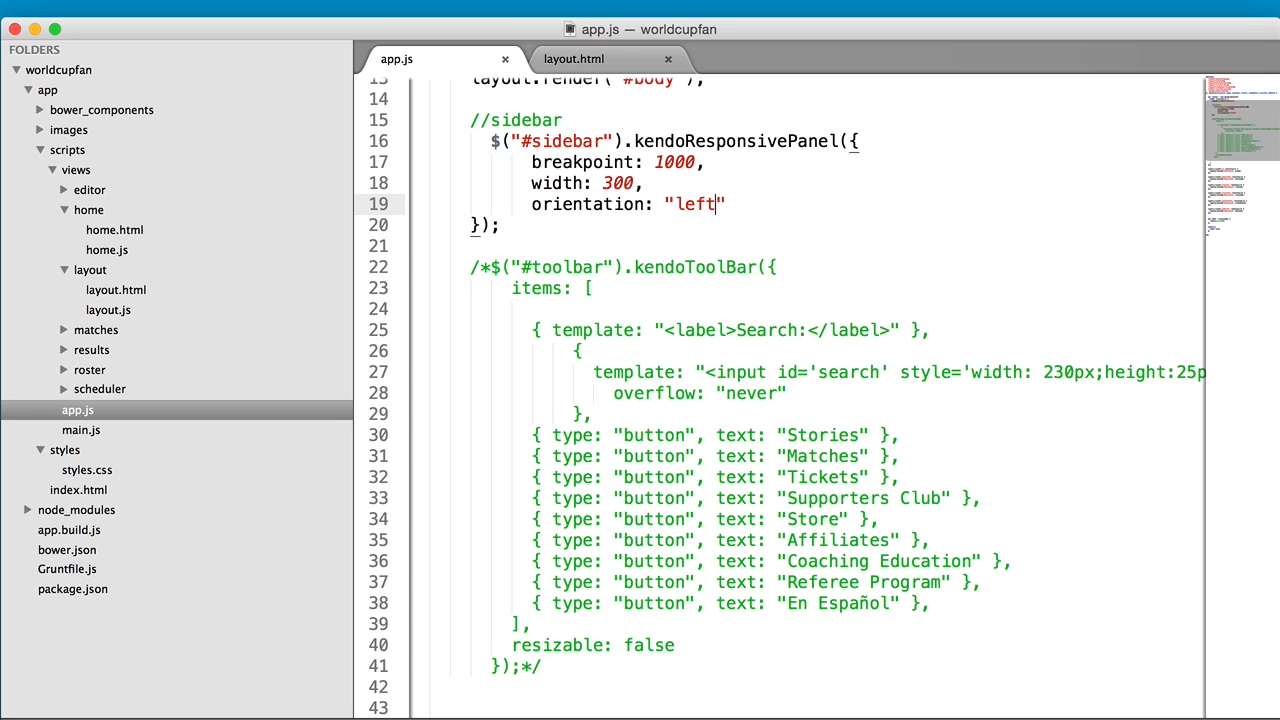 app.js — worldcupfan
FOLDERS
worldcupfan
app
bower_components
images
scripts
views
editor
home
home.html
home.js
layout
layout.html
layout.js
matches
results
roster
scheduler
app.js
main.js
styles
styles.css
index.html
node_modules
app.build.js
bower.json
Gruntfile.js
package.json
app.js × layout.html ×
13 layout.render("#body");
14
15 //sidebar
16 $("#sidebar").kendoResponsivePanel({
17 breakpoint: 1000,
18 width: 300,
19 orientation: "left"
20 });
21
22 /*$("#toolbar").kendoToolBar({
23 items: [
24
25 { template: "<label>Search:</label>" },
26 {
27 template: "<input id='search' style='width: 230px;height:25p
28 overflow: "never"
29 },
30 { type: "button", text: "Stories" },
31 { type: "button", text: "Matches" },
32 { type: "button", text: "Tickets" },
33 { type: "button", text: "Supporters Club" },
34 { type: "button", text: "Store" },
35 { type: "button", text: "Affiliates" },
36 { type: "button", text: "Coaching Education" },
37 { type: "button", text: "Referee Program" },
38 { type: "button", text: "En Español" },
39 ],
40 resizable: false
41 });*/
42
43